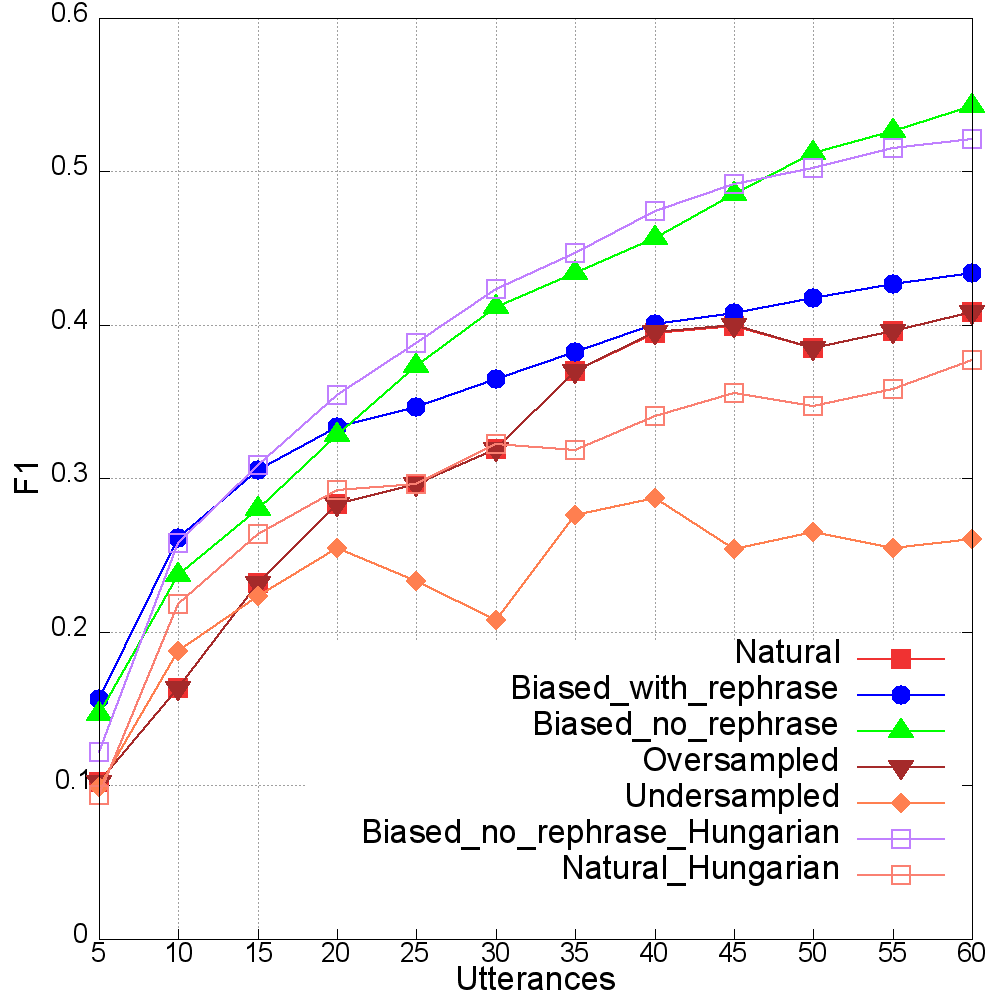 0.6
0.5
0.4
0.3
0.2
0.1
0
F1
Natural
Biased_with_rephrase
Biased_no_rephrase
Oversampled
Undersampled
Biased_no_rephrase_Hungarian
Natural_Hungarian
5 10 15 20 25 30 35 40 45 50 55 60
Utterances